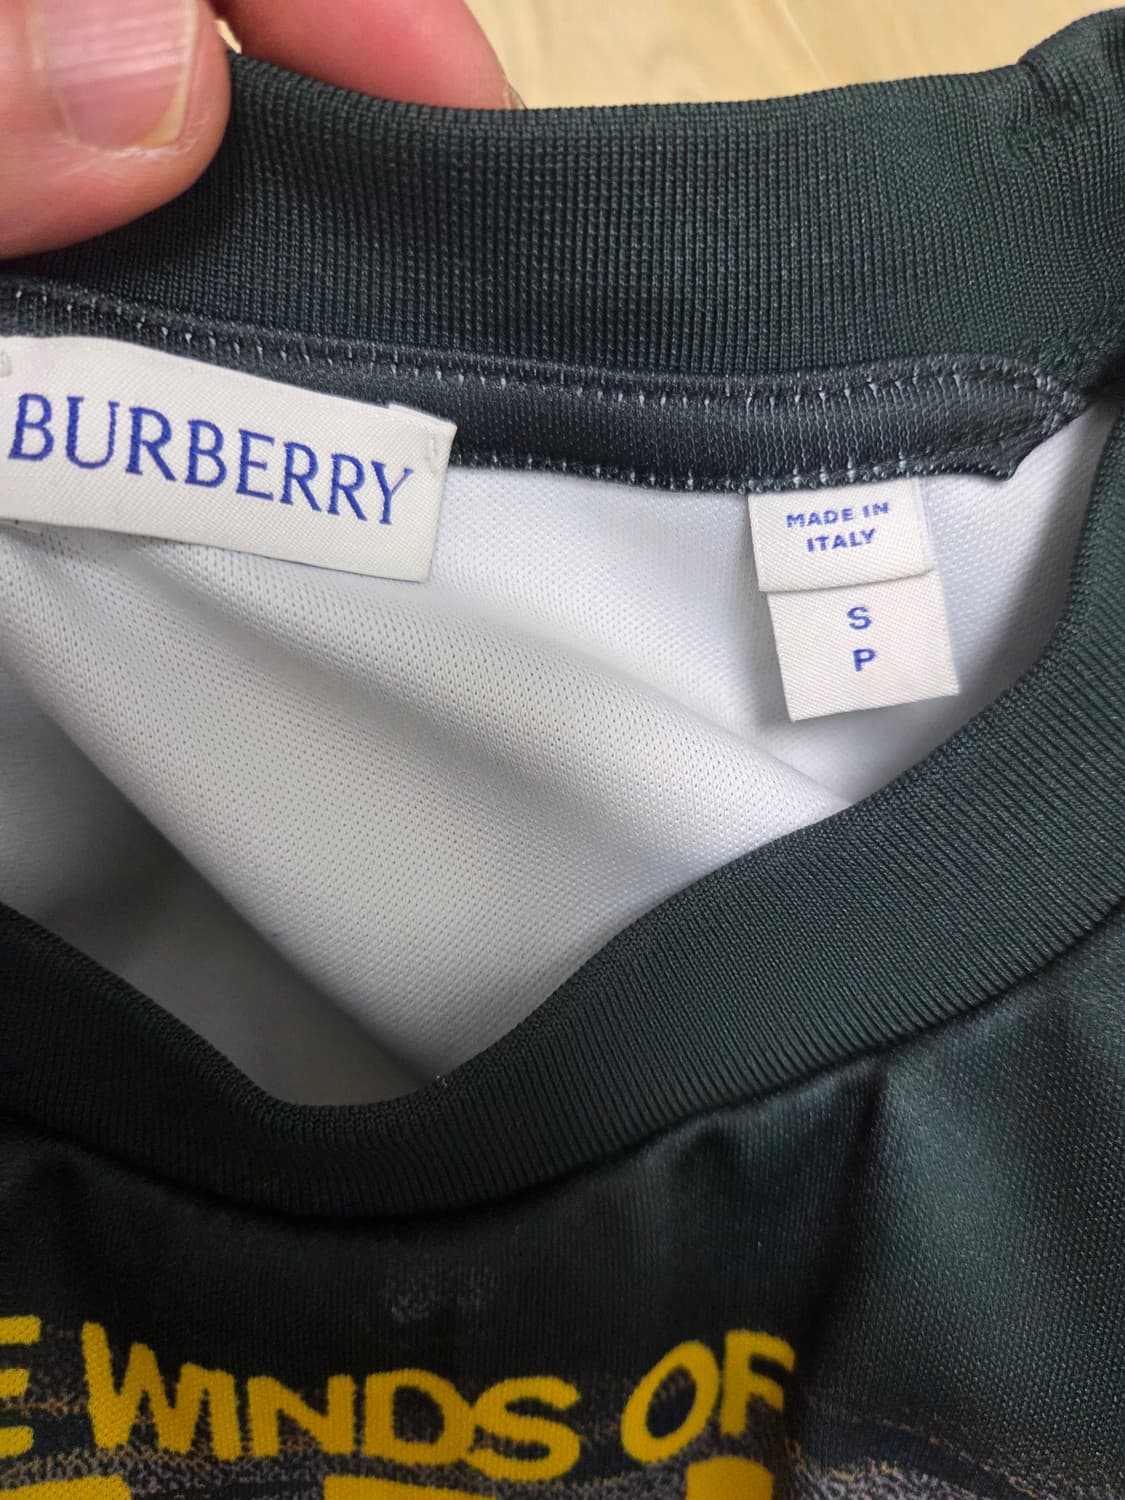 BURBERRY
MADE IN
ITALY
S
P
WINDS OF